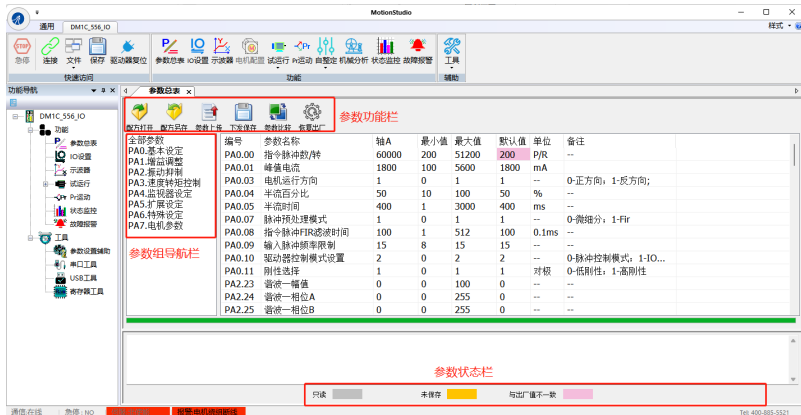 MotionStudio
通用 DM1C_556_IO 样式
STOP
急停 连接 文件 保存 驱动器复位 参数总表 IO设置 示波器 电机配置 试运行 Pr运动 自整定 机械分析 状态监控 故障报警 工具
快速访问 功能 辅助
功能导航
参数总表 x
DM1C_556_IO
功能
参数总表
IO设置
示波器
试运行
Pr运动
状态监控
故障报警
工具
参数设置辅助
串口工具
USB工具
寄存器工具
配方打开 配方另存 参数上传 下发保存 参数比较 恢复出厂
参数功能栏
全部参数
PA0.基本设定
PA1.增益调整
PA2.振动抑制
PA3.速度转矩控制
PA4.监视器设定
PA5.扩展设定
PA6.特殊设定
PA7.电机参数
参数组导航栏
编号 参数名称 轴A 最小值 最大值 默认值 单位 备注
PA0.00 指令脉冲数/转 60000 200 51200 200 P/R --
PA0.01 峰值电流 1800 100 5600 1800 mA
PA0.03 电机运行方向 0 0 1 1 -- 0-正方向；1-反方向;
PA0.04 半流百分比 50 10 100 50 % --
PA0.05 半流时间 400 1 3000 400 ms --
PA0.07 脉冲预处理模式 1 0 1 1 -- 0-微细分；1-Fir
PA0.08 指令脉冲FIR滤波时间 100 1 512 100 0.1ms --
PA0.09 输入脉冲频率限制 15 8 15 15 -- --
PA0.10 驱动器控制模式设置 2 0 2 2 -- 0-脉冲控制模式；1-IO...
PA0.11 刚性选择 1 0 1 1 对极 0-低刚性；1-高刚性
PA2.23 谐波一幅值 0 0 100 0 -- --
PA2.24 谐波一相位A 0 0 255 0 -- --
PA2.25 谐波一相位B 0 0 255 0 -- --
参数状态栏
只读 未保存 与出厂值不一致
通信:在线 急停：NO 报警:电机绕组断线 Tel: 400-885-5521